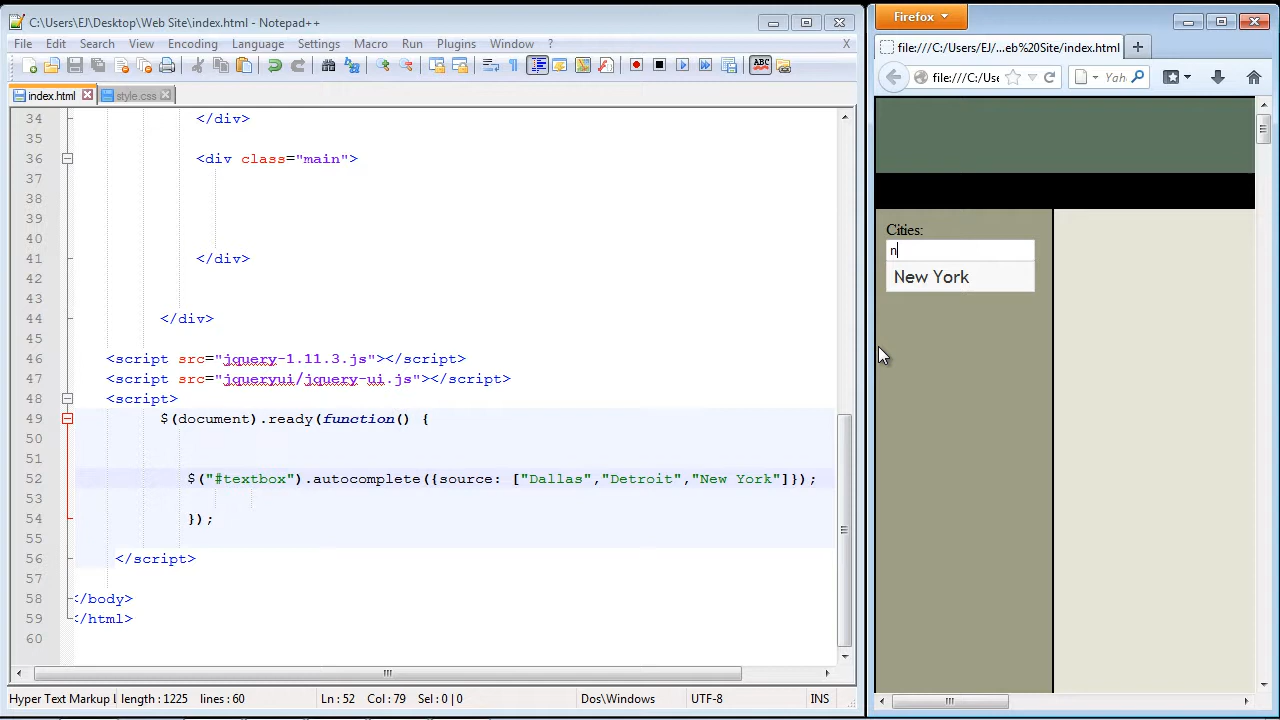 C:\Users\EJ\Desktop\Web Site\index.html - Notepad++
File Edit Search View Encoding Language Settings Macro Run Plugins Window ? X
index.html style.css
34 </div>
35
36 <div class="main">
37
38
39
40
41 </div>
42
43
44 </div>
45
46 <script src="jquery-1.11.3.js"></script>
47 <script src="jqueryui/jquery-ui.js"></script>
48 <script>
49 $(document).ready(function() {
50
51
52 $("#textbox").autocomplete({source: ["Dallas","Detroit","New York"]});
53
54 });
55
56 </script>
57
58 </body>
59 </html>
60
Hyper Text Markup l length : 1225 lines : 60 Ln : 52 Col : 79 Sel : 0 | 0 Dos\Windows UTF-8 INS
Firefox
file:///C:/Users/EJ/...eb%20Site/index.html
file:///C:/Use Yah
Cities:
n
New York